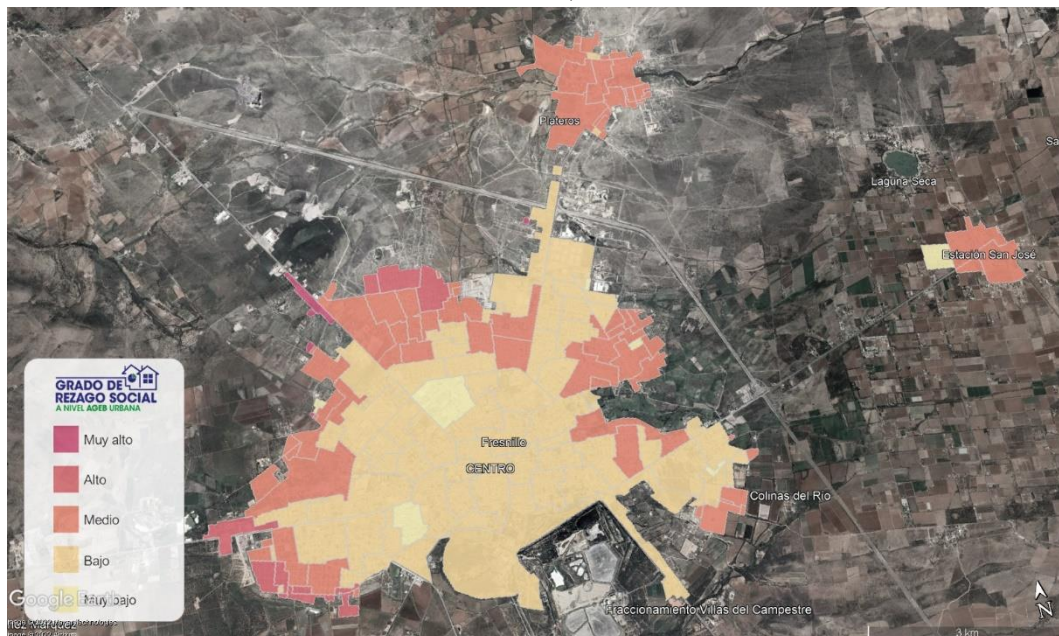 Plateros
Laguna Seca
Estación San José
GRADO DE
REZAGO SOCIAL
A NIVEL AGEB URBANA
Muy alto
Alto
Medio
Bajo
Muy bajo
Fresnillo
CENTRO
Colinas del Río
Fraccionamiento Villas del Campestre
Google Earth
N
3 km